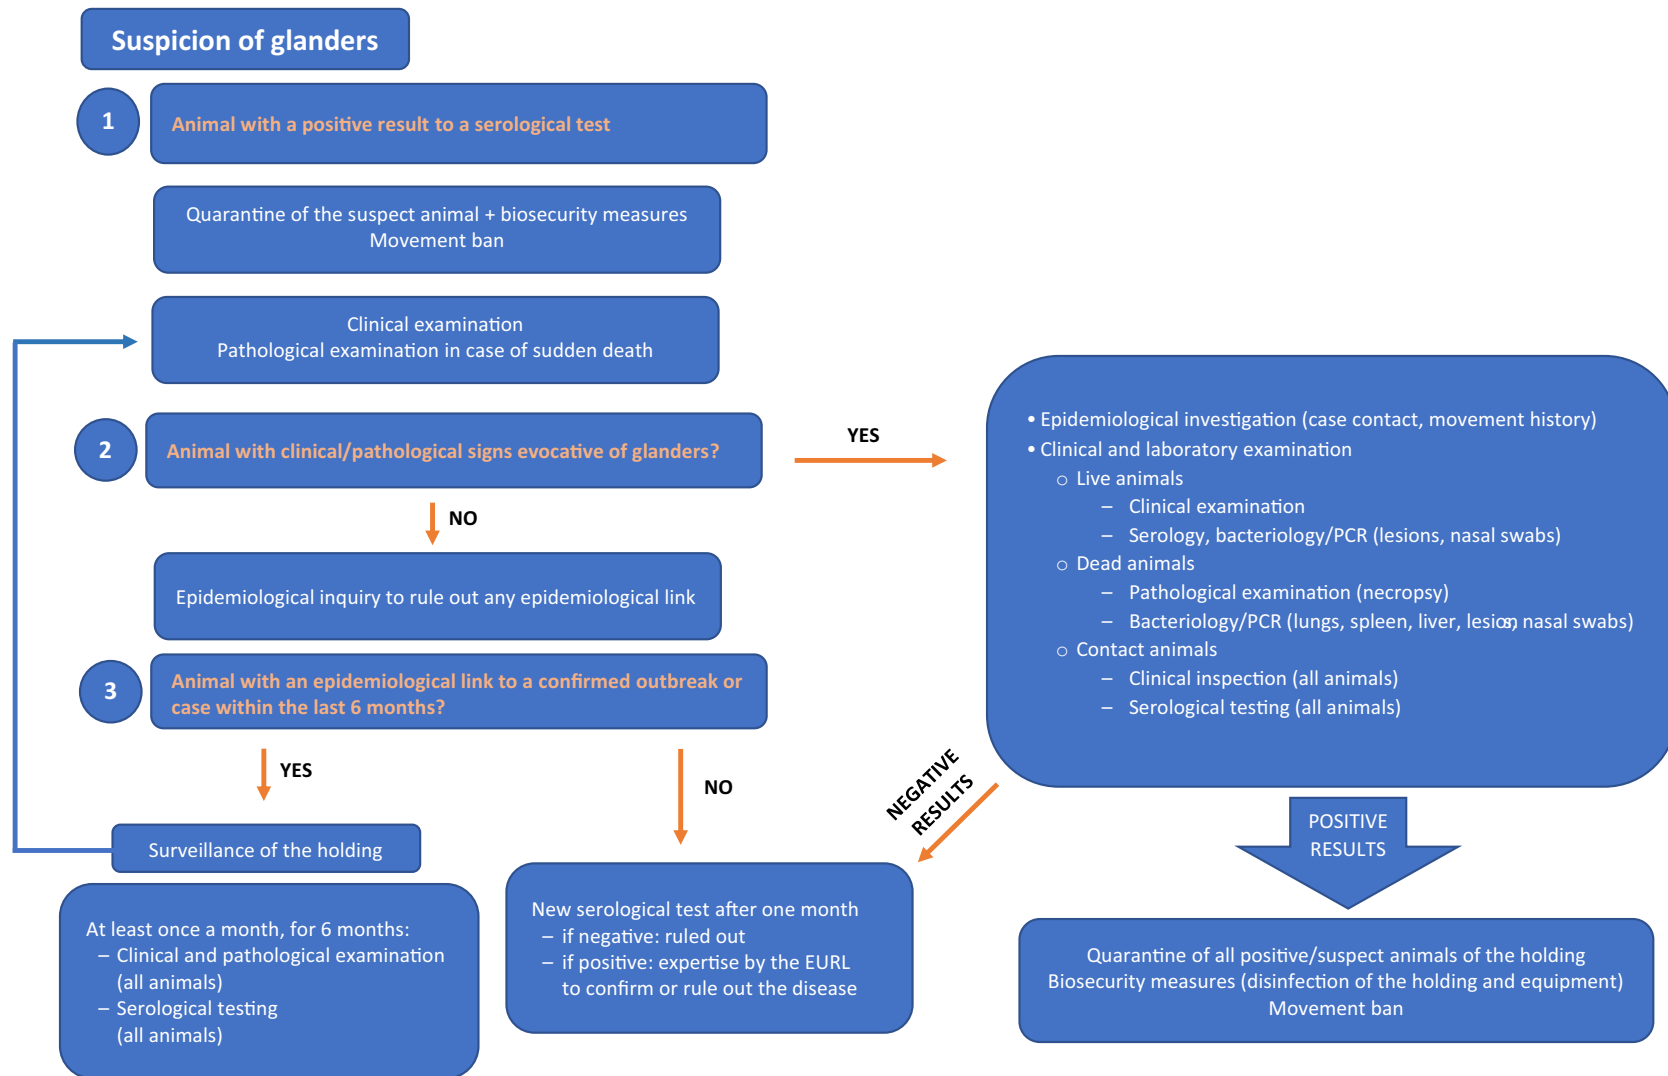 Suspicion of glanders
1
Animal with a positive result to a serological test
Quarantine of the suspect animal + biosecurity measures
Movement ban
Clinical examination
Pathological examination in case of sudden death
2
Animal with clinical/pathological signs evocative of glanders?
YES
NO
Epidemiological inquiry to rule out any epidemiological link
3
Animal with an epidemiological link to a confirmed outbreak or
case within the last 6 months?
YES
NO
Surveillance of the holding
At least once a month, for 6 months:
– Clinical and pathological examination
(all animals)
– Serological testing
(all animals)
New serological test after one month
– if negative: ruled out
– if positive: expertise by the EURL
to confirm or rule out the disease
• Epidemiological investigation (case contact, movement history)
• Clinical and laboratory examination
○ Live animals
– Clinical examination
– Serology, bacteriology/PCR (lesions, nasal swabs)
○ Dead animals
– Pathological examination (necropsy)
– Bacteriology/PCR (lungs, spleen, liver, lesions, nasal swabs)
○ Contact animals
– Clinical inspection (all animals)
– Serological testing (all animals)
NEGATIVE
RESULTS
POSITIVE
RESULTS
Quarantine of all positive/suspect animals of the holding
Biosecurity measures (disinfection of the holding and equipment)
Movement ban